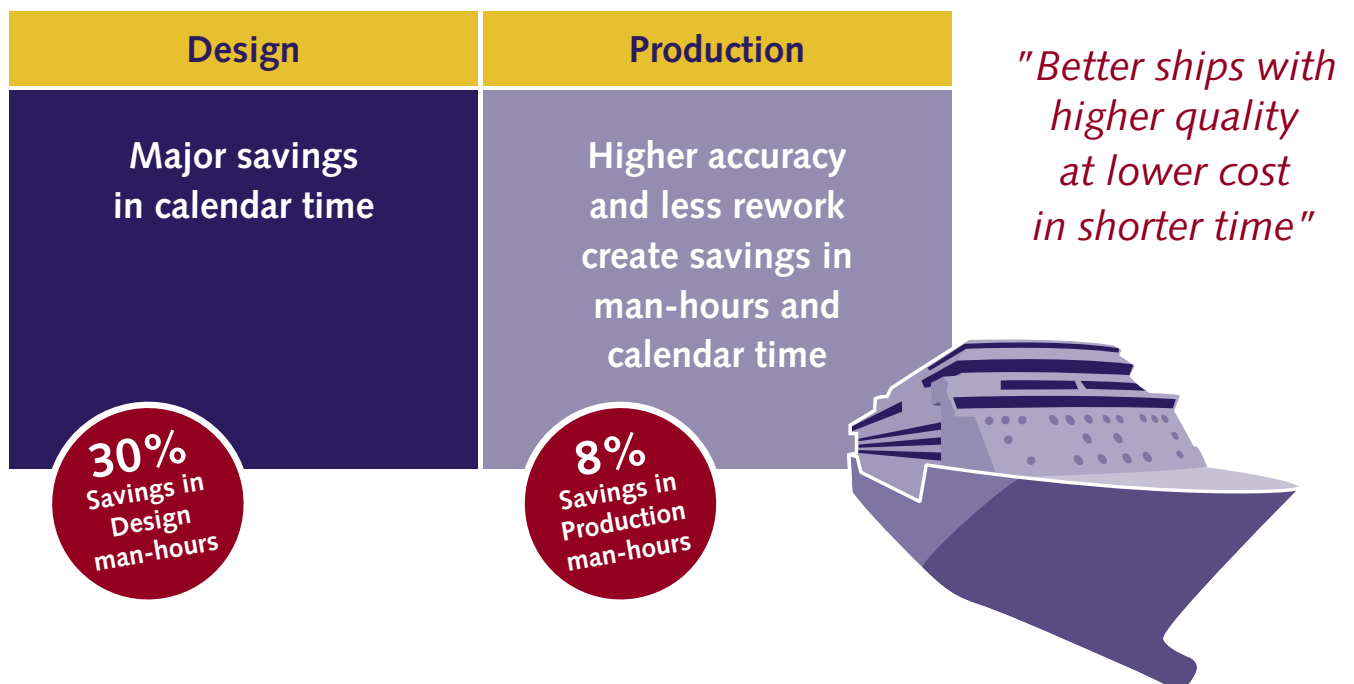 Design
Major savings
in calendar time
30%
Savings in
Design
man-hours
Production
Higher accuracy
and less rework
create savings in
man-hours and
calendar time
8%
Savings in
Production
man-hours
"Better ships with
higher quality
at lower cost
in shorter time"